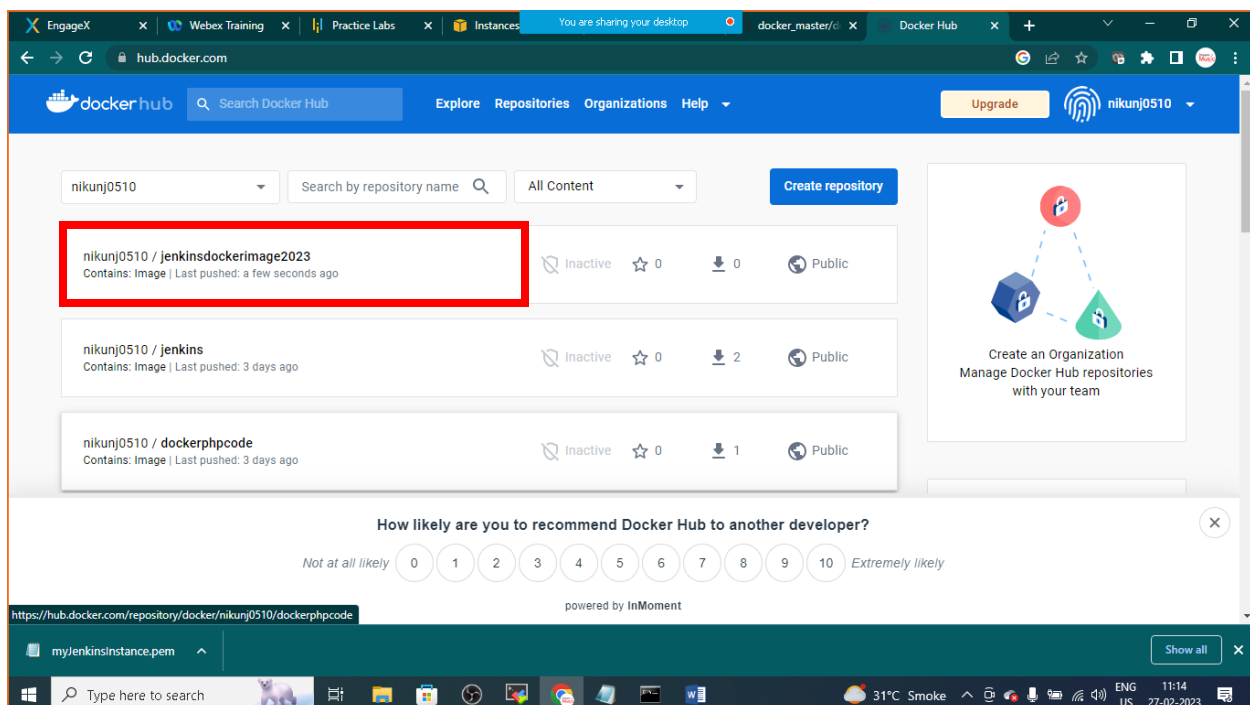 EngageX
Webex Training
Practice Labs
Instances
You are sharing your desktop
docker_master/d
Docker Hub
hub.docker.com
dockerhub
Search Docker Hub
Explore Repositories Organizations Help
Upgrade
nikunj0510
nikunj0510
Search by repository name
All Content
Create repository
nikunj0510 / jenkinsdockerimage2023
Contains: Image | Last pushed: a few seconds ago
Inactive 0 0 Public
nikunj0510 / jenkins
Contains: Image | Last pushed: 3 days ago
Inactive 0 2 Public
nikunj0510 / dockerphpcode
Contains: Image | Last pushed: 3 days ago
Inactive 0 1 Public
Create an Organization
Manage Docker Hub repositories
with your team
How likely are you to recommend Docker Hub to another developer?
Not at all likely 0 1 2 3 4 5 6 7 8 9 10 Extremely likely
powered by InMoment
https://hub.docker.com/repository/docker/nikunj0510/dockerphpcode
myJenkinsInstance.pem
Show all
Type here to search
31°C Smoke
ENG
US
11:14
27-02-2023